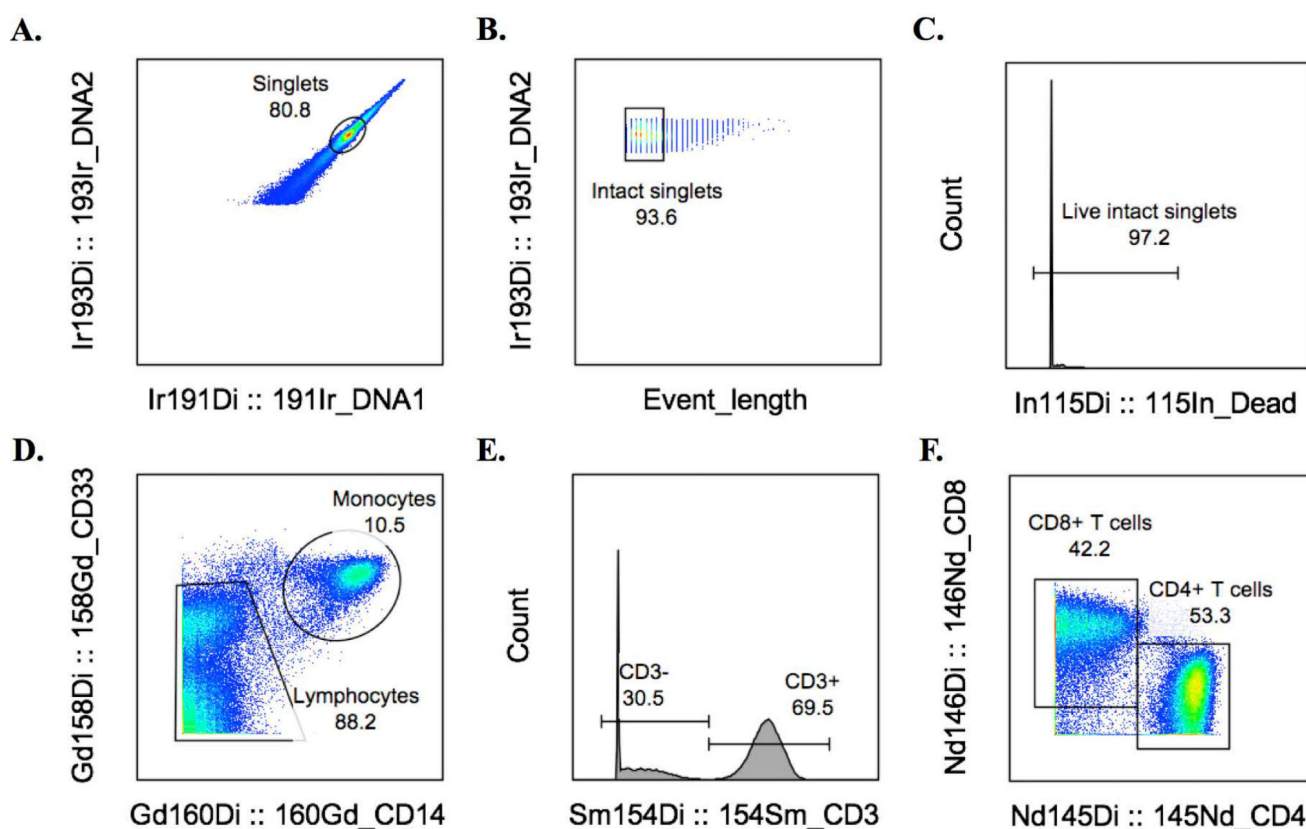 A.
Ir193Di :: 193Ir_DNA2
Singlets
80.8
Ir191Di :: 191Ir_DNA1
B.
Ir193Di :: 193Ir_DNA2
Intact singlets
93.6
Event_length
C.
Count
Live intact singlets
97.2
In115Di :: 115In_Dead
D.
Gd158Di :: 158Gd_CD33
Monocytes
10.5
Lymphocytes
88.2
Gd160Di :: 160Gd_CD14
E.
Count
CD3-
30.5
CD3+
69.5
Sm154Di :: 154Sm_CD3
F.
Nd146Di :: 146Nd_CD8
CD8+ T cells
42.2
CD4+ T cells
53.3
Nd145Di :: 145Nd_CD4